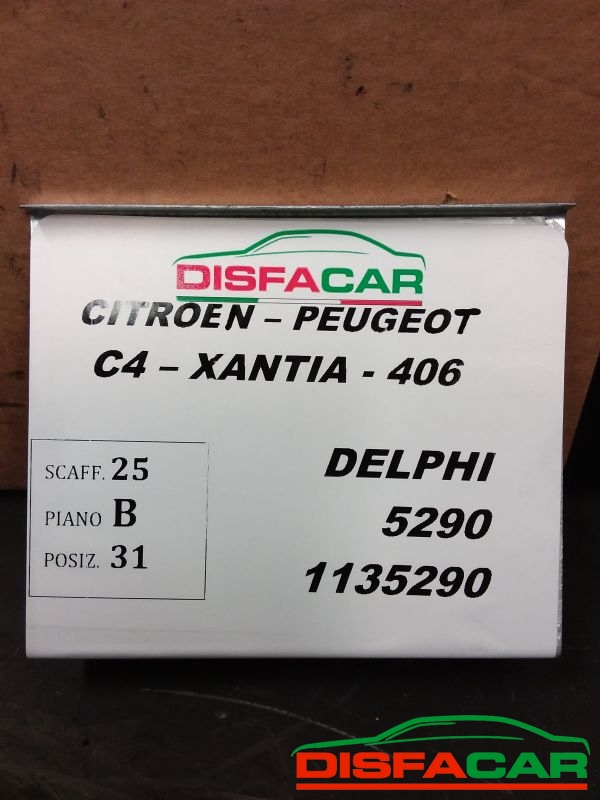 DISFACAR
CITROEN – PEUGEOT
C4 – XANTIA - 406
SCAFF. 25
PIANO B
POSIZ. 31
DELPHI
5290
1135290
DISFACAR